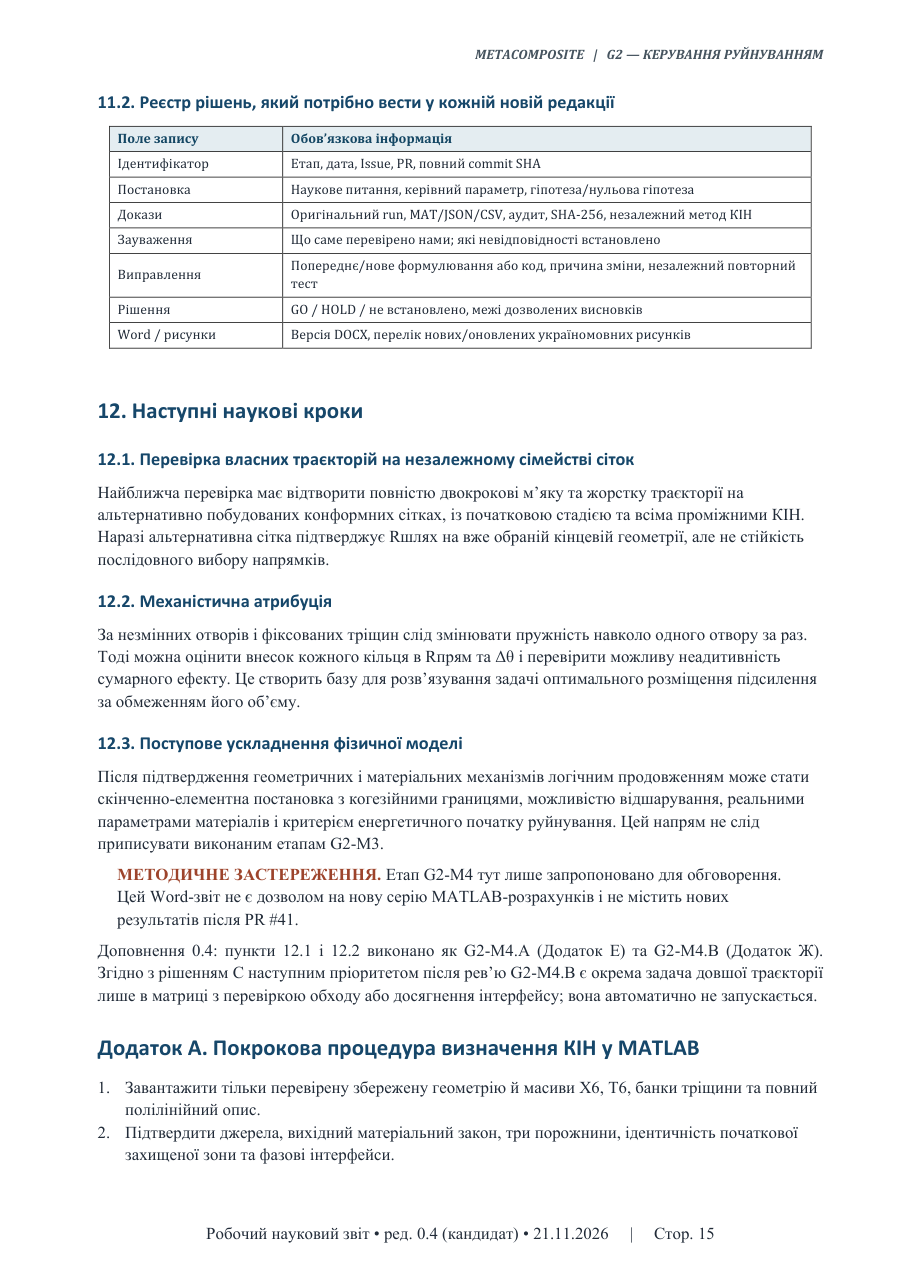 METACOMPOSITE | G2 — КЕРУВАННЯ РУЙНУВАННЯМ
11.2. Реєстр рішень, який потрібно вести у кожній новій редакції
Поле запису Обов’язкова інформація
Ідентифікатор Етап, дата, Issue, PR, повний commit SHA
Постановка Наукове питання, керівний параметр, гіпотеза/нульова гіпотеза
Докази Оригінальний run, MAT/JSON/CSV, аудит, SHA-256, незалежний метод КІН
Зауваження Що саме перевірено нами; які невідповідності встановлено
Виправлення Попереднє/нове формулювання або код, причина зміни, незалежний повторний
тест
Рішення GO / HOLD / не встановлено, межі дозволених висновків
Word / рисунки Версія DOCX, перелік нових/оновлених україномовних рисунків
12. Наступні наукові кроки
12.1. Перевірка власних траєкторій на незалежному сімействі сіток
Найближча перевірка має відтворити повністю двокрокові м’яку та жорстку траєкторії на
альтернативно побудованих конформних сітках, із початковою стадією та всіма проміжними КІН.
Наразі альтернативна сітка підтверджує Rшлях на вже обраній кінцевій геометрії, але не стійкість
послідовного вибору напрямків.
12.2. Механістична атрибуція
За незмінних отворів і фіксованих тріщин слід змінювати пружність навколо одного отвору за раз.
Тоді можна оцінити внесок кожного кільця в Rпрям та Δθ і перевірити можливу неадитивність
сумарного ефекту. Це створить базу для розв’язування задачі оптимального розміщення підсилення
за обмеженням його об’єму.
12.3. Поступове ускладнення фізичної моделі
Після підтвердження геометричних і матеріальних механізмів логічним продовженням може стати
скінченно-елементна постановка з когезійними границями, можливістю відшарування, реальними
параметрами матеріалів і критерієм енергетичного початку руйнування. Цей напрям не слід
приписувати виконаним етапам G2-M3.
МЕТОДИЧНЕ ЗАСТЕРЕЖЕННЯ. Етап G2-M4 тут лише запропоновано для обговорення.
Цей Word-звіт не є дозволом на нову серію MATLAB-розрахунків і не містить нових
результатів після PR #41.
Доповнення 0.4: пункти 12.1 і 12.2 виконано як G2-M4.A (Додаток Е) та G2-M4.B (Додаток Ж).
Згідно з рішенням C наступним пріоритетом після рев’ю G2-M4.B є окрема задача довшої траєкторії
лише в матриці з перевіркою обходу або досягнення інтерфейсу; вона автоматично не запускається.
Додаток А. Покрокова процедура визначення КІН у MATLAB
1. Завантажити тільки перевірену збережену геометрію й масиви X6, T6, банки тріщини та повний
полілінійний опис.
2. Підтвердити джерела, вихідний матеріальний закон, три порожнини, ідентичність початкової
захищеної зони та фазові інтерфейси.
Робочий науковий звіт • ред. 0.4 (кандидат) • 21.11.2026 | Стор. 15